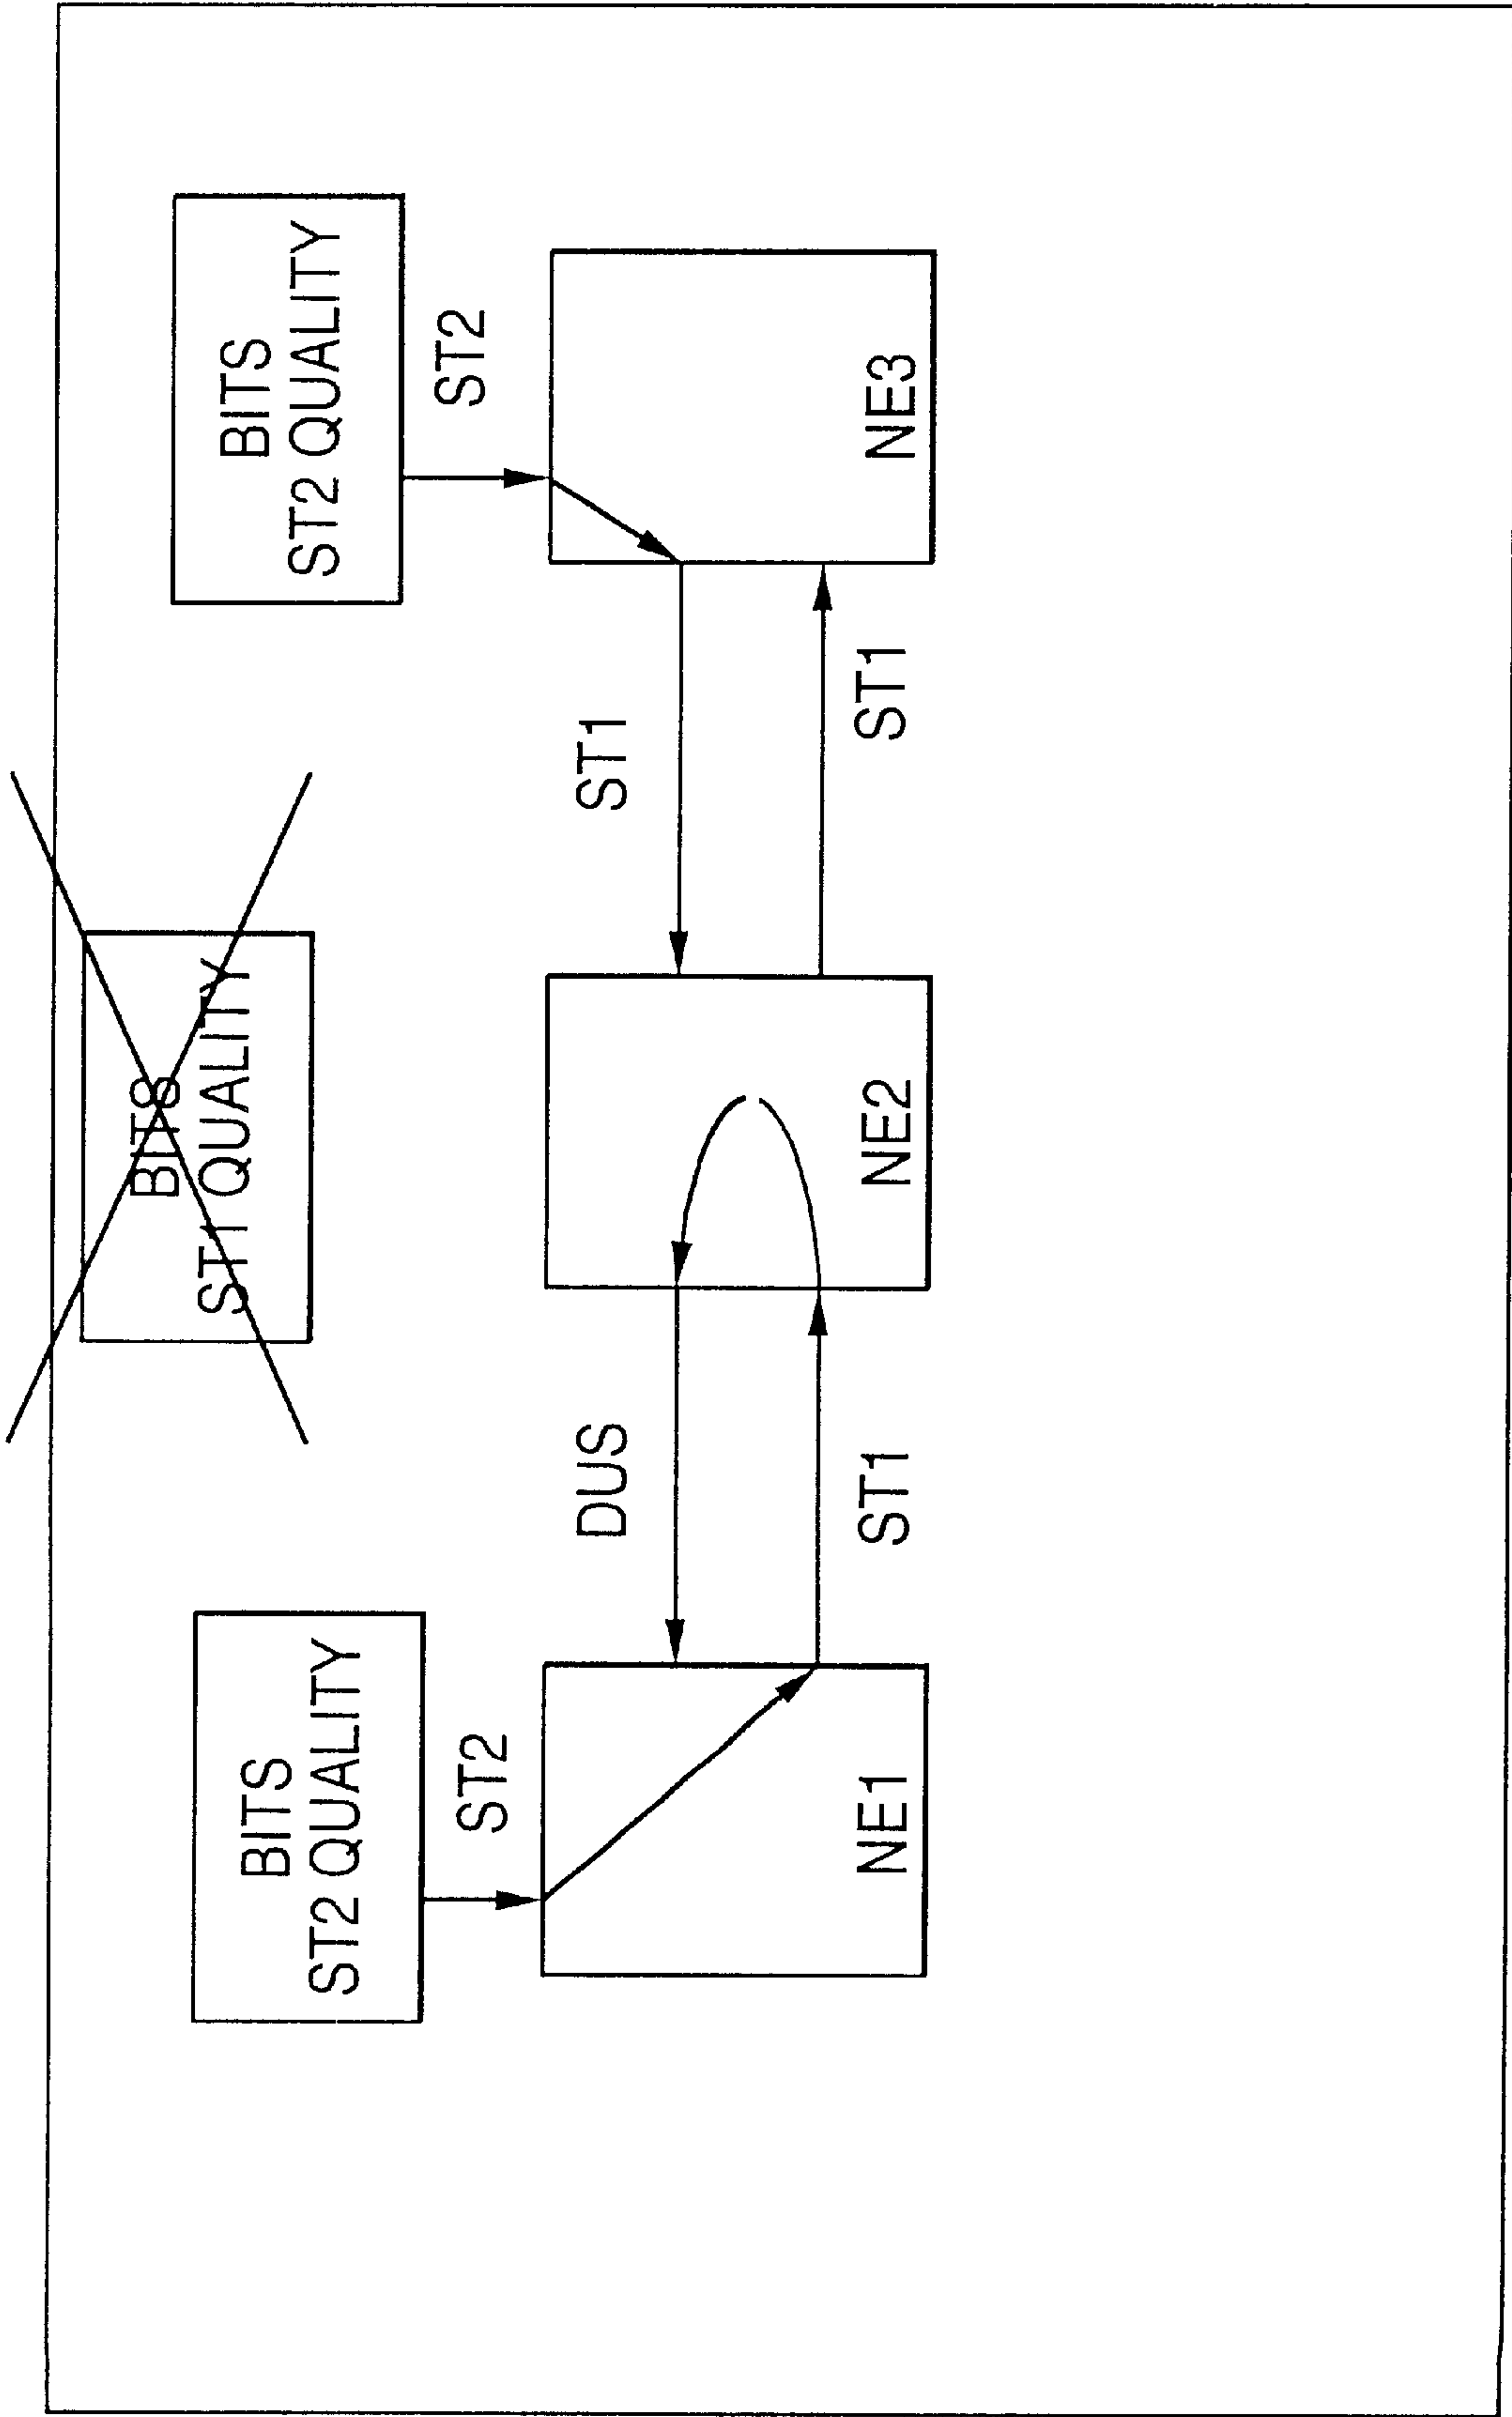 BITS
ST2 QUALITY
BITS
ST1 QUALITY
BITS
ST2 QUALITY
ST2
ST2
DUS
ST1
ST1
ST1
NE1
NE2
NE3